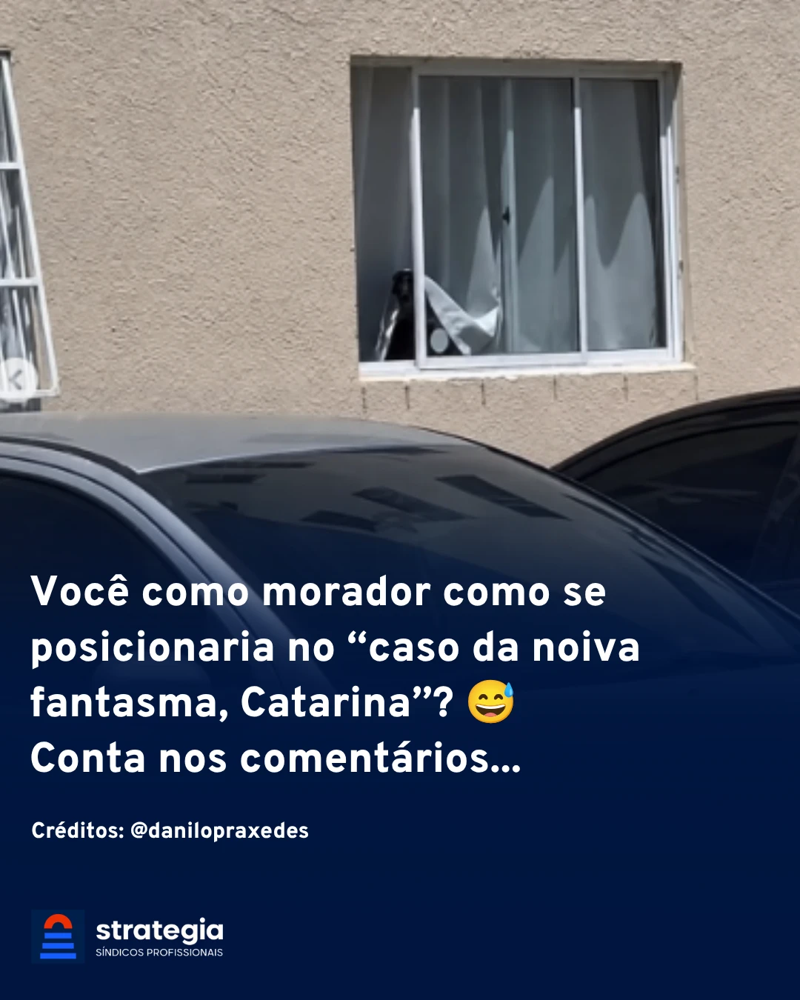 Você como morador como se
posicionaria no “caso da noiva
fantasma, Catarina”? 😅
Conta nos comentários...
Créditos: @danilopraxedes
strategia
SÍNDICOS PROFISSIONAIS